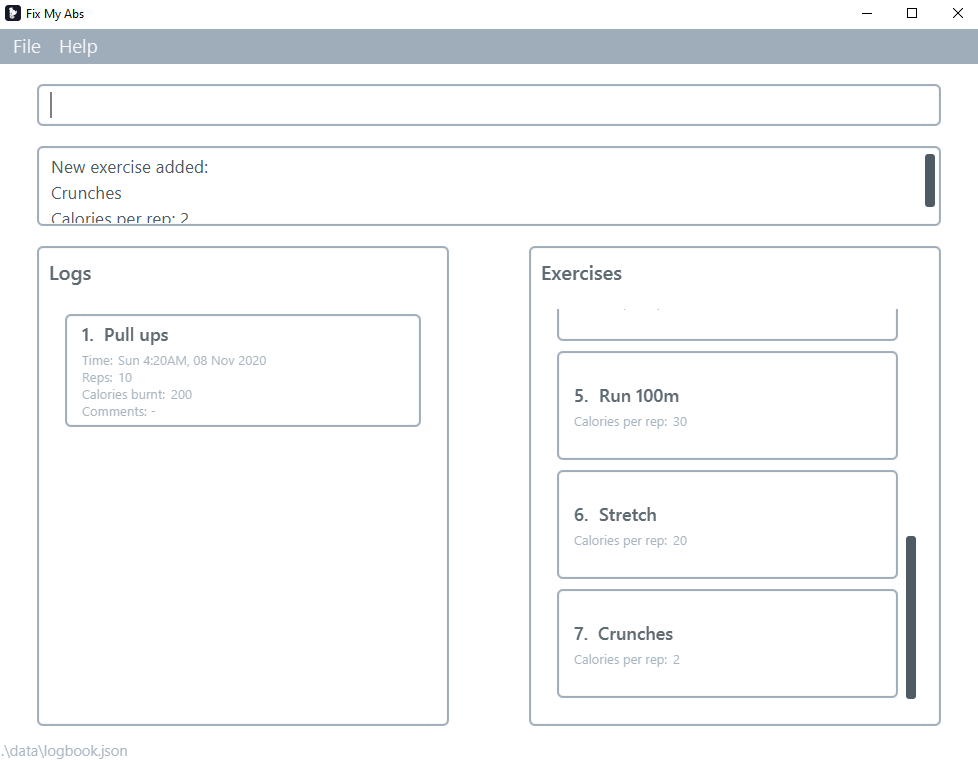 Fix My Abs
File Help
New exercise added:
Crunches
Calories per rep: 2
Logs
1. Pull ups
Time: Sun 4:20AM, 08 Nov 2020
Reps: 10
Calories burnt: 200
Comments: -
Exercises
5. Run 100m
Calories per rep: 30
6. Stretch
Calories per rep: 20
7. Crunches
Calories per rep: 2
.\data\logbook.json